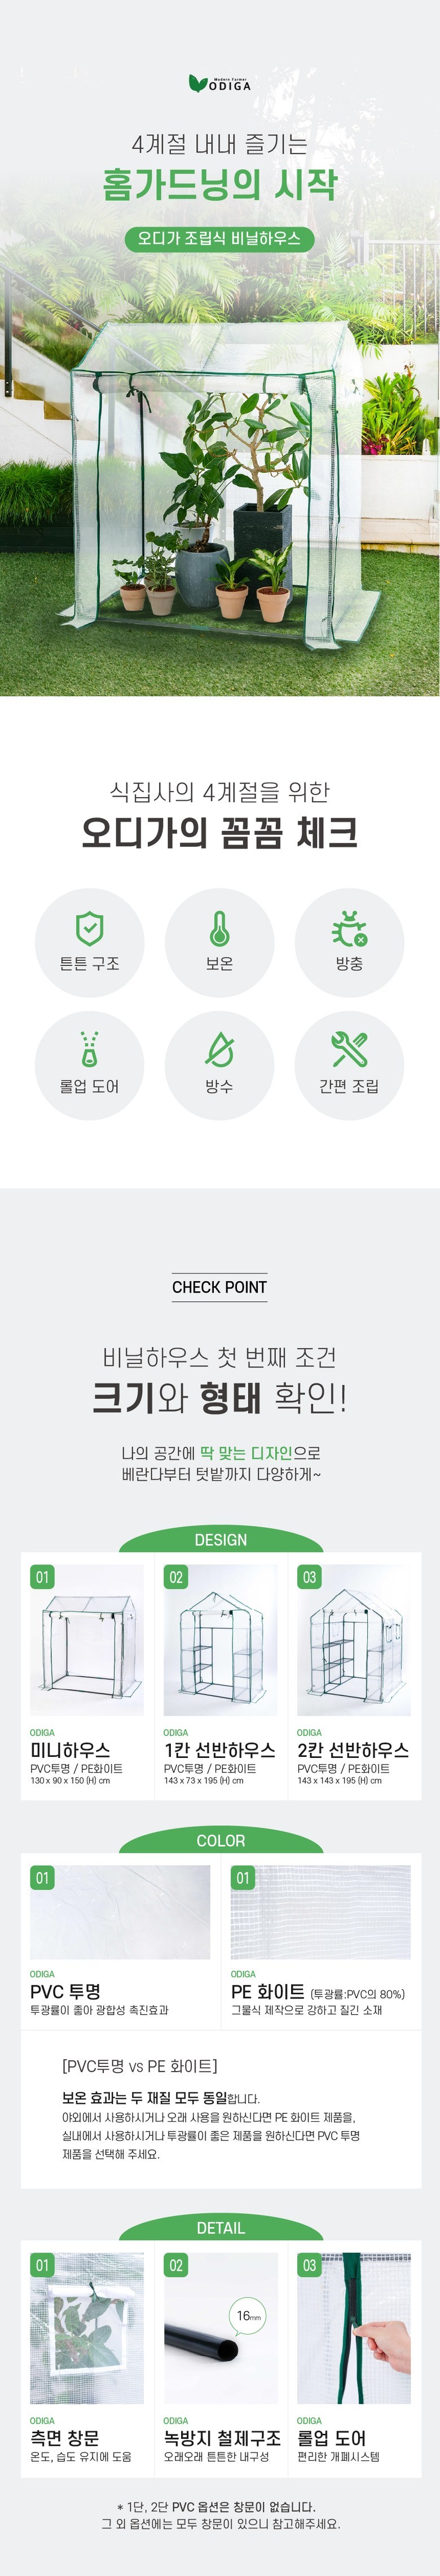 Modern Farmer
ODIGA
4계절 내내 즐기는
홈가드닝의 시작
오디가 조립식 비닐하우스
식집사의 4계절을 위한
오디가의 꼼꼼 체크
튼튼 구조
보온
방충
롤업 도어
방수
간편 조립
CHECK POINT
비닐하우스 첫 번째 조건
크기와 형태 확인!
나의 공간에 딱 맞는 디자인으로
베란다부터 텃밭까지 다양하게~
DESIGN
01
02
03
ODIGA
미니하우스
PVC투명 / PE화이트
130 x 90 x 150 (H) cm
ODIGA
1칸 선반하우스
PVC투명 / PE화이트
143 x 73 x 195 (H) cm
ODIGA
2칸 선반하우스
PVC투명 / PE화이트
143 x 143 x 195 (H) cm
COLOR
01
01
ODIGA
PVC 투명
투광률이 좋아 광합성 촉진효과
ODIGA
PE 화이트 (투광률:PVC의 80%)
그물식 제작으로 강하고 질긴 소재
[PVC투명 VS PE 화이트]
보온 효과는 두 재질 모두 동일합니다.
야외에서 사용하시거나 오래 사용을 원하신다면 PE 화이트 제품을,
실내에서 사용하시거나 투광률이 좋은 제품을 원하신다면 PVC 투명
제품을 선택해 주세요.
DETAIL
01
02
03
16mm
ODIGA
측면 창문
온도, 습도 유지에 도움
ODIGA
녹방지 철제구조
오래오래 튼튼한 내구성
ODIGA
롤업 도어
편리한 개폐시스템
* 1단, 2단 PVC 옵션은 창문이 없습니다.
그 외 옵션에는 모두 창문이 있으니 참고해주세요.